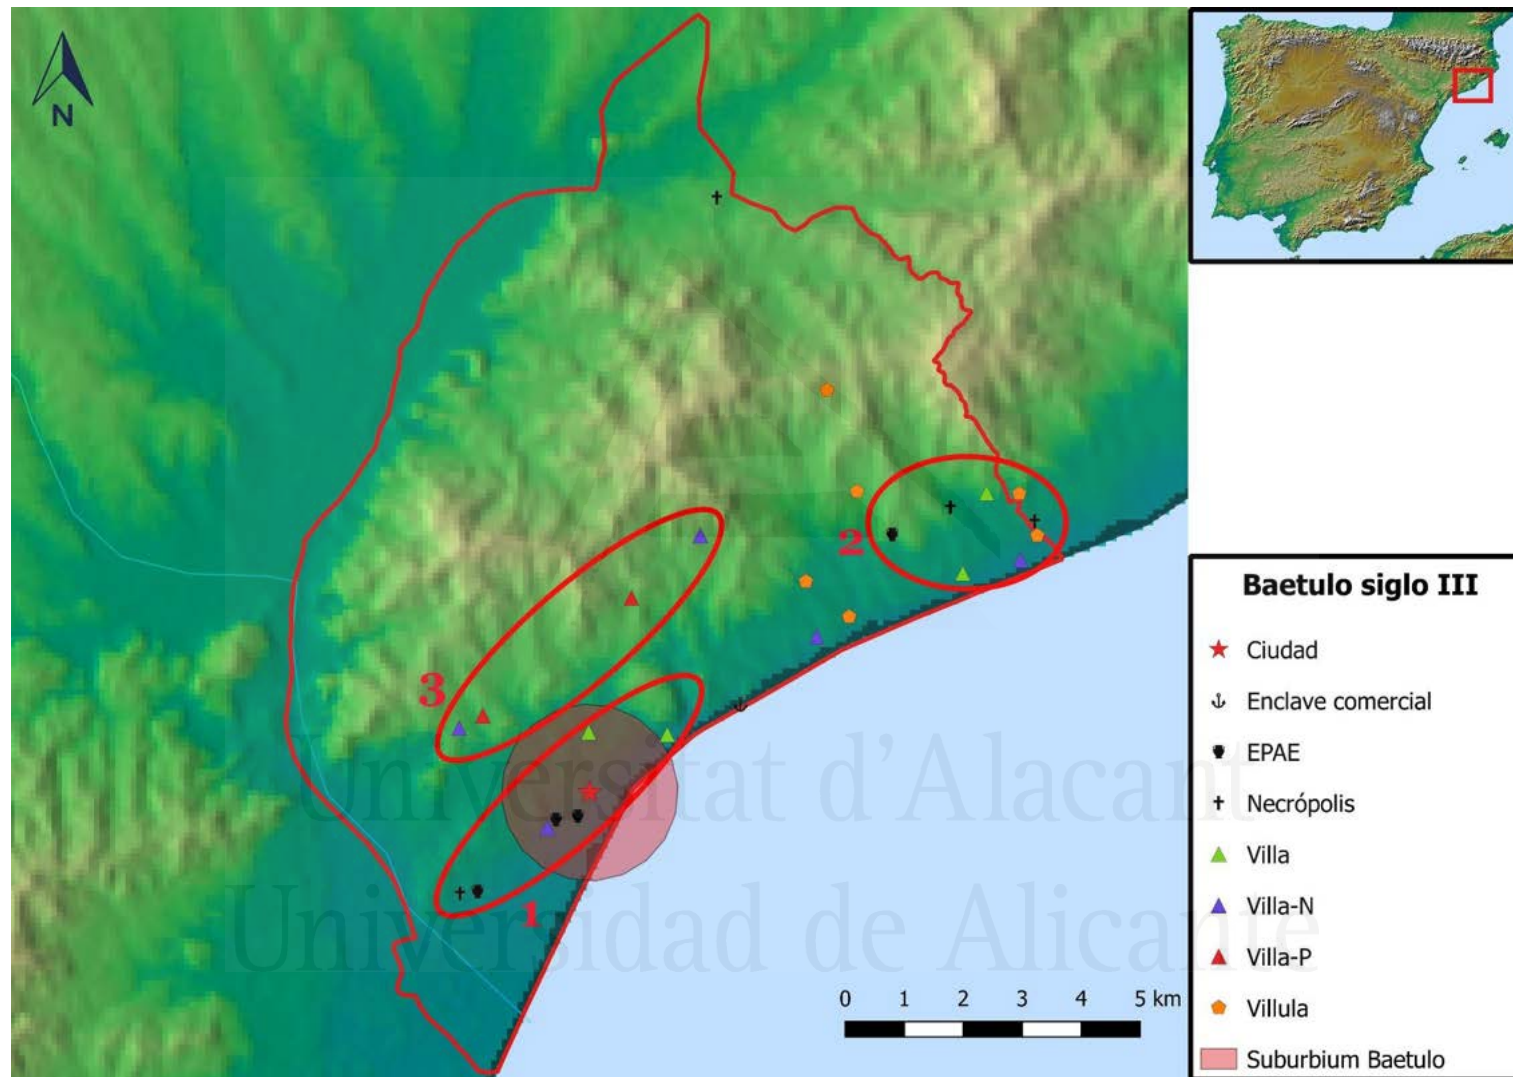 N
2
3
1
Universitat d'Alacant
Universidad de Alicante
0 1 2 3 4 5 km
Baetulo siglo III
Ciudad
Enclave comercial
EPAE
Necrópolis
Villa
Villa-N
Villa-P
Villula
Suburbium Baetulo